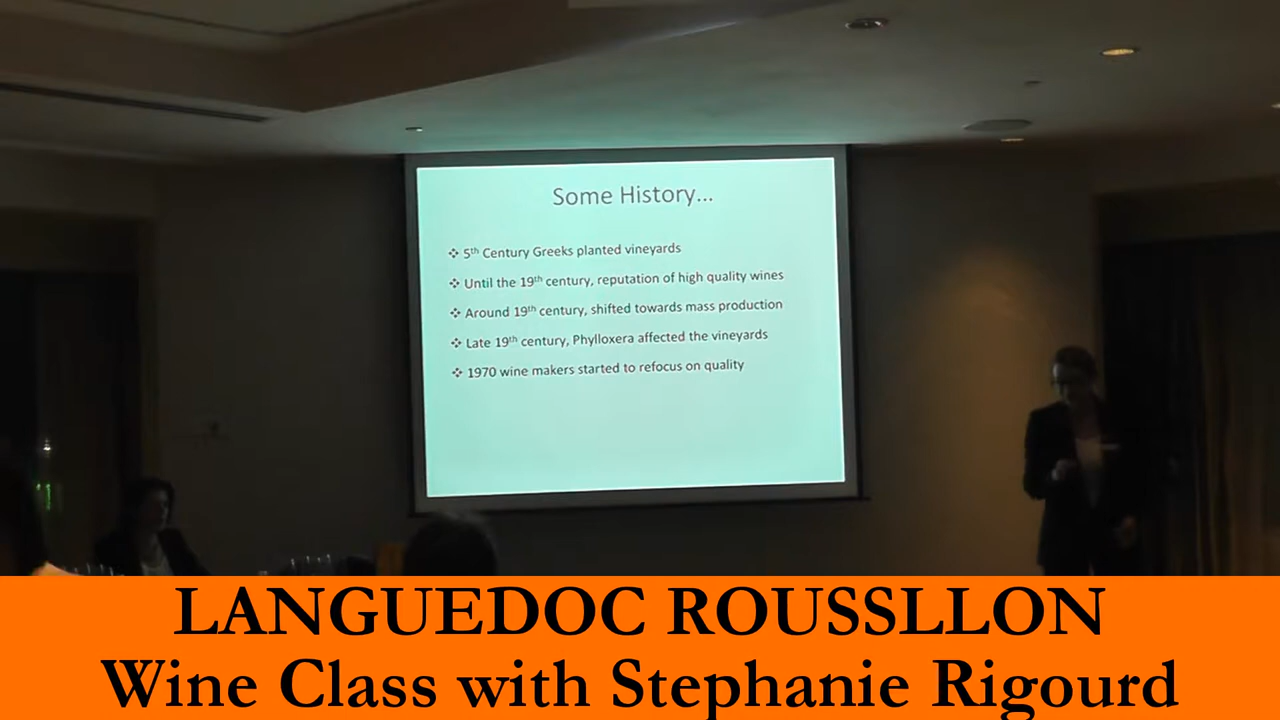 Some History...
❖ 5th Century Greeks planted vineyards
❖ Until the 19th century, reputation of high quality wines
❖ Around 19th century, shifted towards mass production
❖ Late 19th century, Phylloxera affected the vineyards
❖ 1970 wine makers started to refocus on quality
LANGUEDOC ROUSSLLON
Wine Class with Stephanie Rigourd